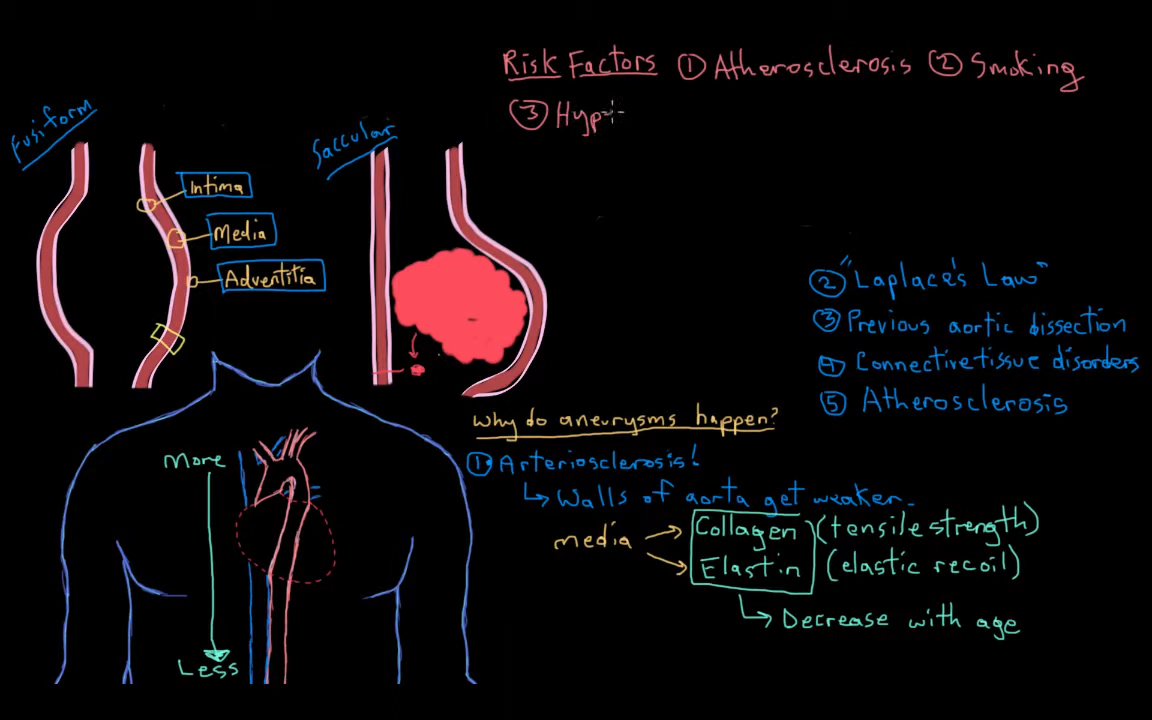 Risk Factors ① Atherosclerosis ② Smoking
③ Hyp
Fusiform
Saccular
Intima
Media
Adventitia
② "Laplace's Law"
③ Previous aortic dissection
④ Connective tissue disorders
⑤ Atherosclerosis
Why do aneurysms happen?
① Arteriosclerosis!
↳ Walls of aorta get weaker.
media
Collagen (tensile strength)
Elastin (elastic recoil)
↳ Decrease with age
More
Less